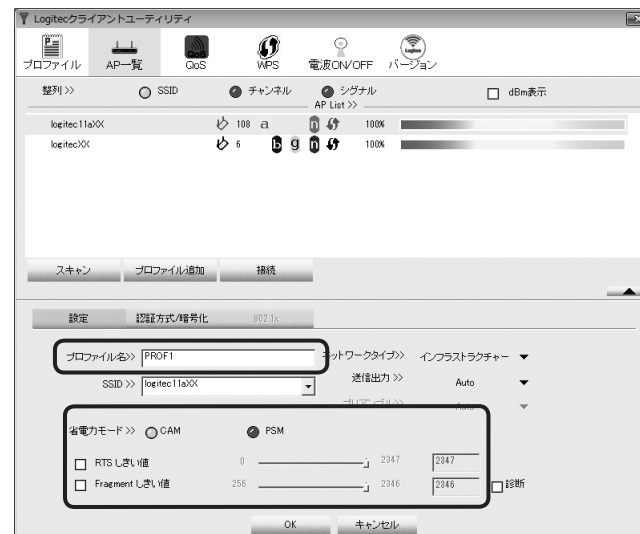 Logitecクライアントユーティリティ
プロファイル AP一覧 QoS WPS 電波ON/OFF バージョン
整列 >> SSID チャンネル シグナル dBm表示
AP List >>
logitec11aXX 108 a n 100%
logitecXX 6 b g n 100%
スキャン プロファイル追加 接続
設定 認証方式/暗号化 802.1x
プロファイル名>> PROF1 ネットワークタイプ>> インフラストラクチャー
SSID >> logitec11aXX 送信出力 >> Auto
プリアンブル>> Auto
省電力モード >> CAM PSM
RTS しきい値 0 2347 2347
Fragment しきい値 256 2346 2346 診断
OK キャンセル